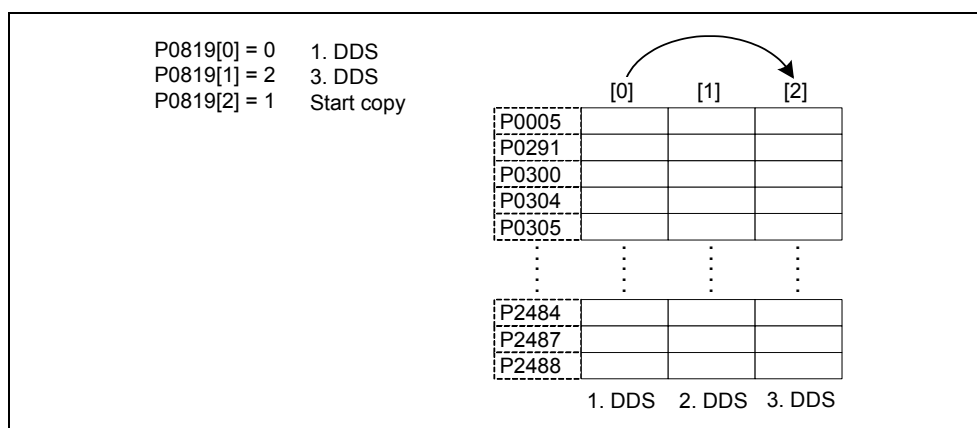 P0819[0] = 0 1. DDS
P0819[1] = 2 3. DDS
P0819[2] = 1 Start copy
[0] [1] [2]
P0005
P0291
P0300
P0304
P0305
P2484
P2487
P2488
1. DDS 2. DDS 3. DDS